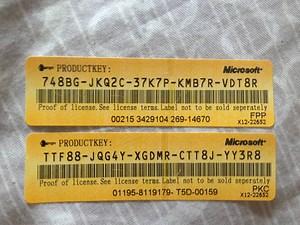 PRODUCTKEY: Microsoft
748BG-JKQ2C-37K7P-KMB7R-VDT8R
Proof of license.See license terms.Label not to be sold seperately
FPP
00215 3429104 269-14670
X12-22652
PRODUCTKEY: Microsoft
TTF88-JQG4Y-XGDMR-CTT8J-YY3R8
Proof of license.See license terms.Label not to be sold seperately
PKC
01195-8119179- T5D-00159
X12-22652